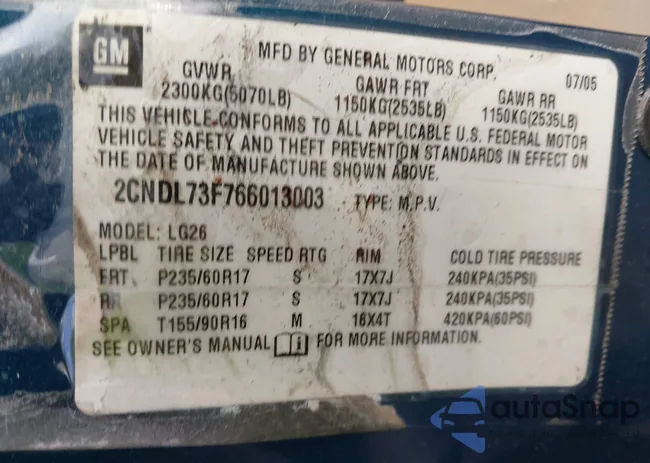 GM
MFD BY GENERAL MOTORS CORP.
07/05
GVWR GAWR FRT GAWR RR
2300KG(5070LB) 1150KG(2535LB) 1150KG(2535LB)
THIS VEHICLE CONFORMS TO ALL APPLICABLE U.S. FEDERAL MOTOR
VEHICLE SAFETY AND THEFT PREVENTION STANDARDS IN EFFECT ON
THE DATE OF MANUFACTURE SHOWN ABOVE.
2CNDL73F766013003 TYPE: M.P.V.
MODEL: LG26
LPBL TIRE SIZE SPEED RTG RIM COLD TIRE PRESSURE
FRT P235/60R17 S 17X7J 240KPA(35PSI)
RR P235/60R17 S 17X7J 240KPA(35PSI)
SPA T155/90R16 M 16X4T 420KPA(60PSI)
SEE OWNER'S MANUAL FOR MORE INFORMATION.
autoSnap